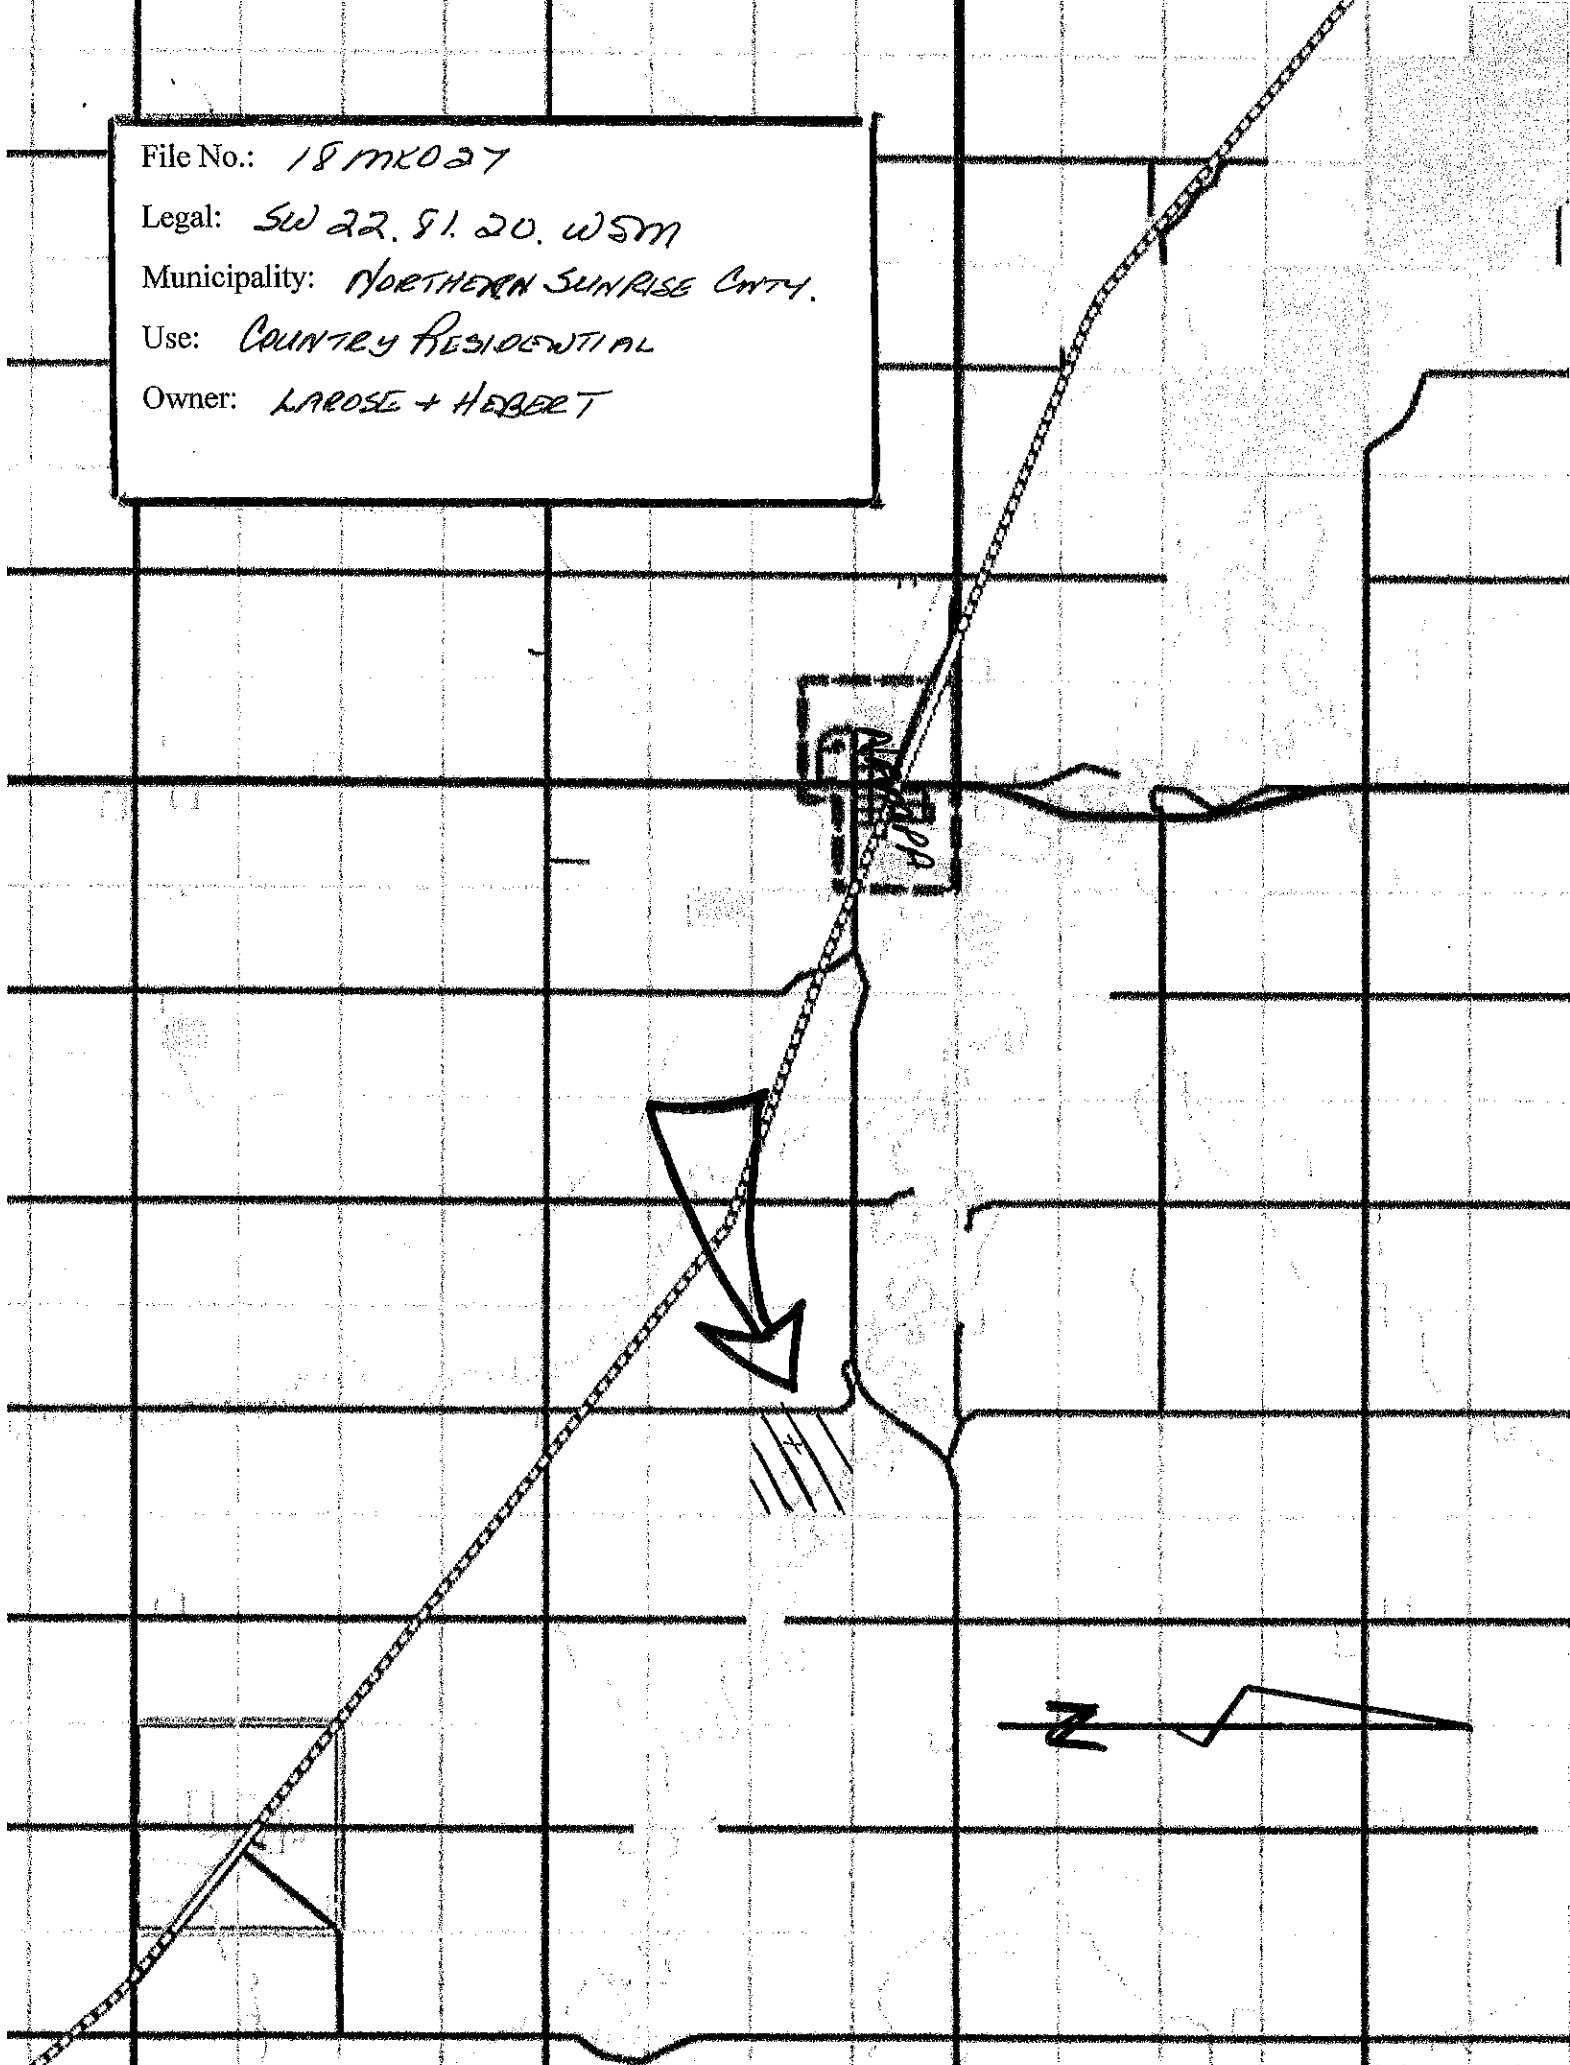 File No.: 18MK027
Legal: SW 22. 81. 20. W5M
Municipality: NORTHERN SUNRISE CNTY.
Use: COUNTRY RESIDENTIAL
Owner: LAROSE + HEBERT
X
N